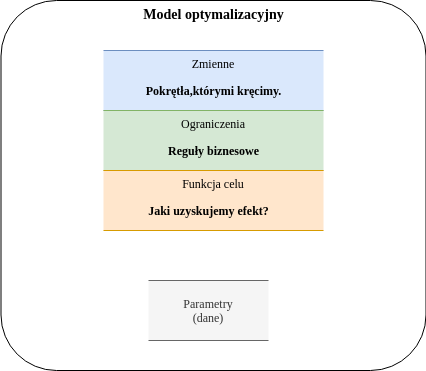 Model optymalizacyjny
Zmienne
Pokrętła,którymi kręcimy.
Ograniczenia
Reguły biznesowe
Funkcja celu
Jaki uzyskujemy efekt?
Parametry
(dane)